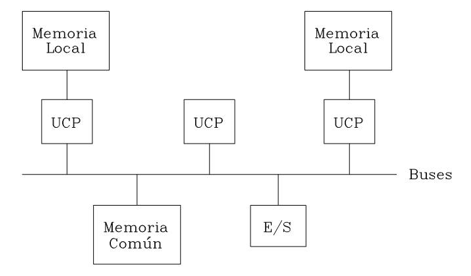 Memoria
Local
Memoria
Local
UCP
UCP
UCP
Buses
Memoria
Común
E/S